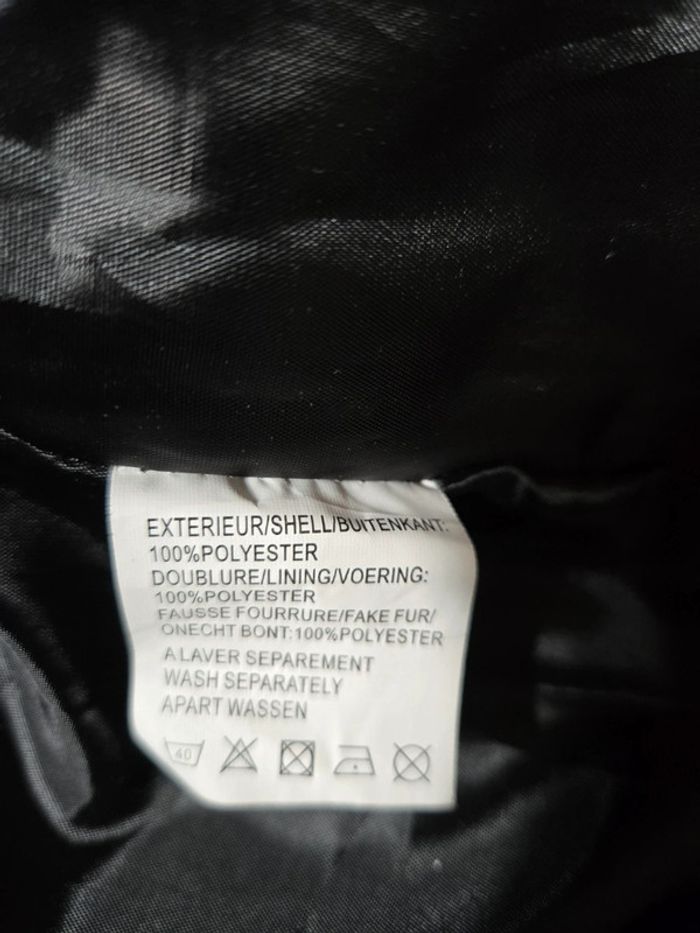 EXTERIEUR/SHELL/BUITENKANT:
100%POLYESTER
DOUBLURE/LINING/VOERING:
100%POLYESTER
FAUSSE FOURRURE/FAKE FUR/
ONECHT BONT:100%POLYESTER
A LAVER SEPAREMENT
WASH SEPARATELY
APART WASSEN
40